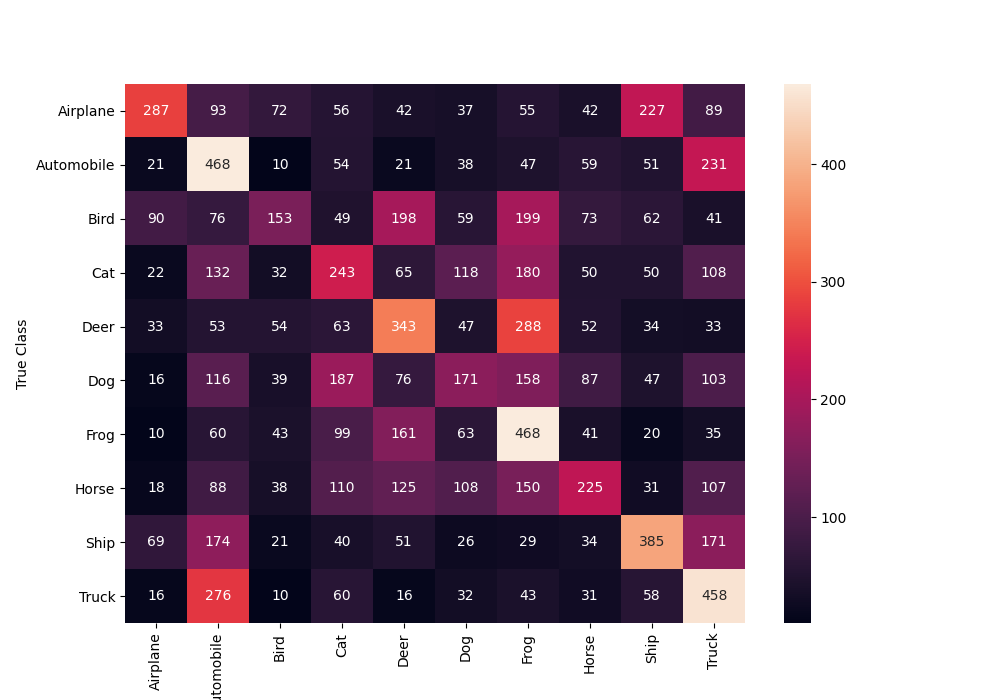 Airplane 287 93 72 56 42 37 55 42 227 89
Automobile 21 468 10 54 21 38 47 59 51 231
Bird 90 76 153 49 198 59 199 73 62 41
Cat 22 132 32 243 65 118 180 50 50 108
Deer 33 53 54 63 343 47 288 52 34 33
Dog 16 116 39 187 76 171 158 87 47 103
Frog 10 60 43 99 161 63 468 41 20 35
Horse 18 88 38 110 125 108 150 225 31 107
Ship 69 174 21 40 51 26 29 34 385 171
Truck 16 276 10 60 16 32 43 31 58 458
True Class
Airplane utomobile Bird Cat Deer Dog Frog Horse Ship Truck
400
300
200
100